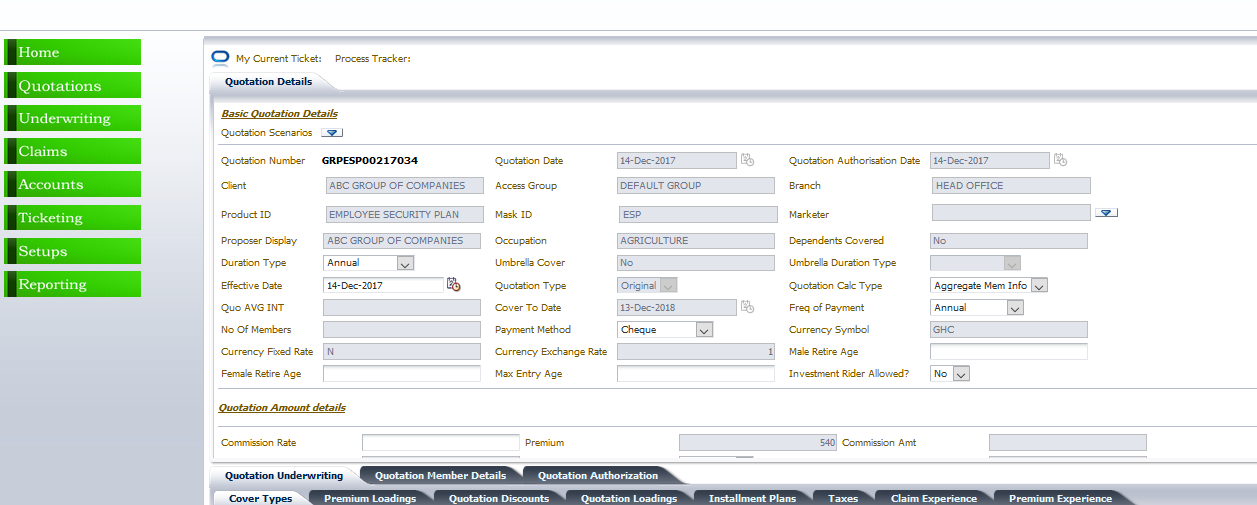 Home
Quotations
Underwriting
Claims
Accounts
Ticketing
Setups
Reporting
My Current Ticket: Process Tracker:
Quotation Details
Basic Quotation Details
Quotation Scenarios
Quotation Number GRPESP00217034 Quotation Date 14-Dec-2017 Quotation Authorisation Date 14-Dec-2017
Client ABC GROUP OF COMPANIES Access Group DEFAULT GROUP Branch HEAD OFFICE
Product ID EMPLOYEE SECURITY PLAN Mask ID ESP Marketer
Proposer Display ABC GROUP OF COMPANIES Occupation AGRICULTURE Dependents Covered No
Duration Type Annual Umbrella Cover No Umbrella Duration Type
Effective Date 14-Dec-2017 Quotation Type Original Quotation Calc Type Aggregate Mem Info
Quo AVG INT Cover To Date 13-Dec-2018 Freq of Payment Annual
No Of Members Payment Method Cheque Currency Symbol GHC
Currency Fixed Rate N Currency Exchange Rate 1 Male Retire Age
Female Retire Age Max Entry Age Investment Rider Allowed? No
Quotation Amount details
Commission Rate Premium 540 Commission Amt
Quotation Underwriting Quotation Member Details Quotation Authorization
Cover Types Premium Loadings Quotation Discounts Quotation Loadings Installment Plans Taxes Claim Experience Premium Experience